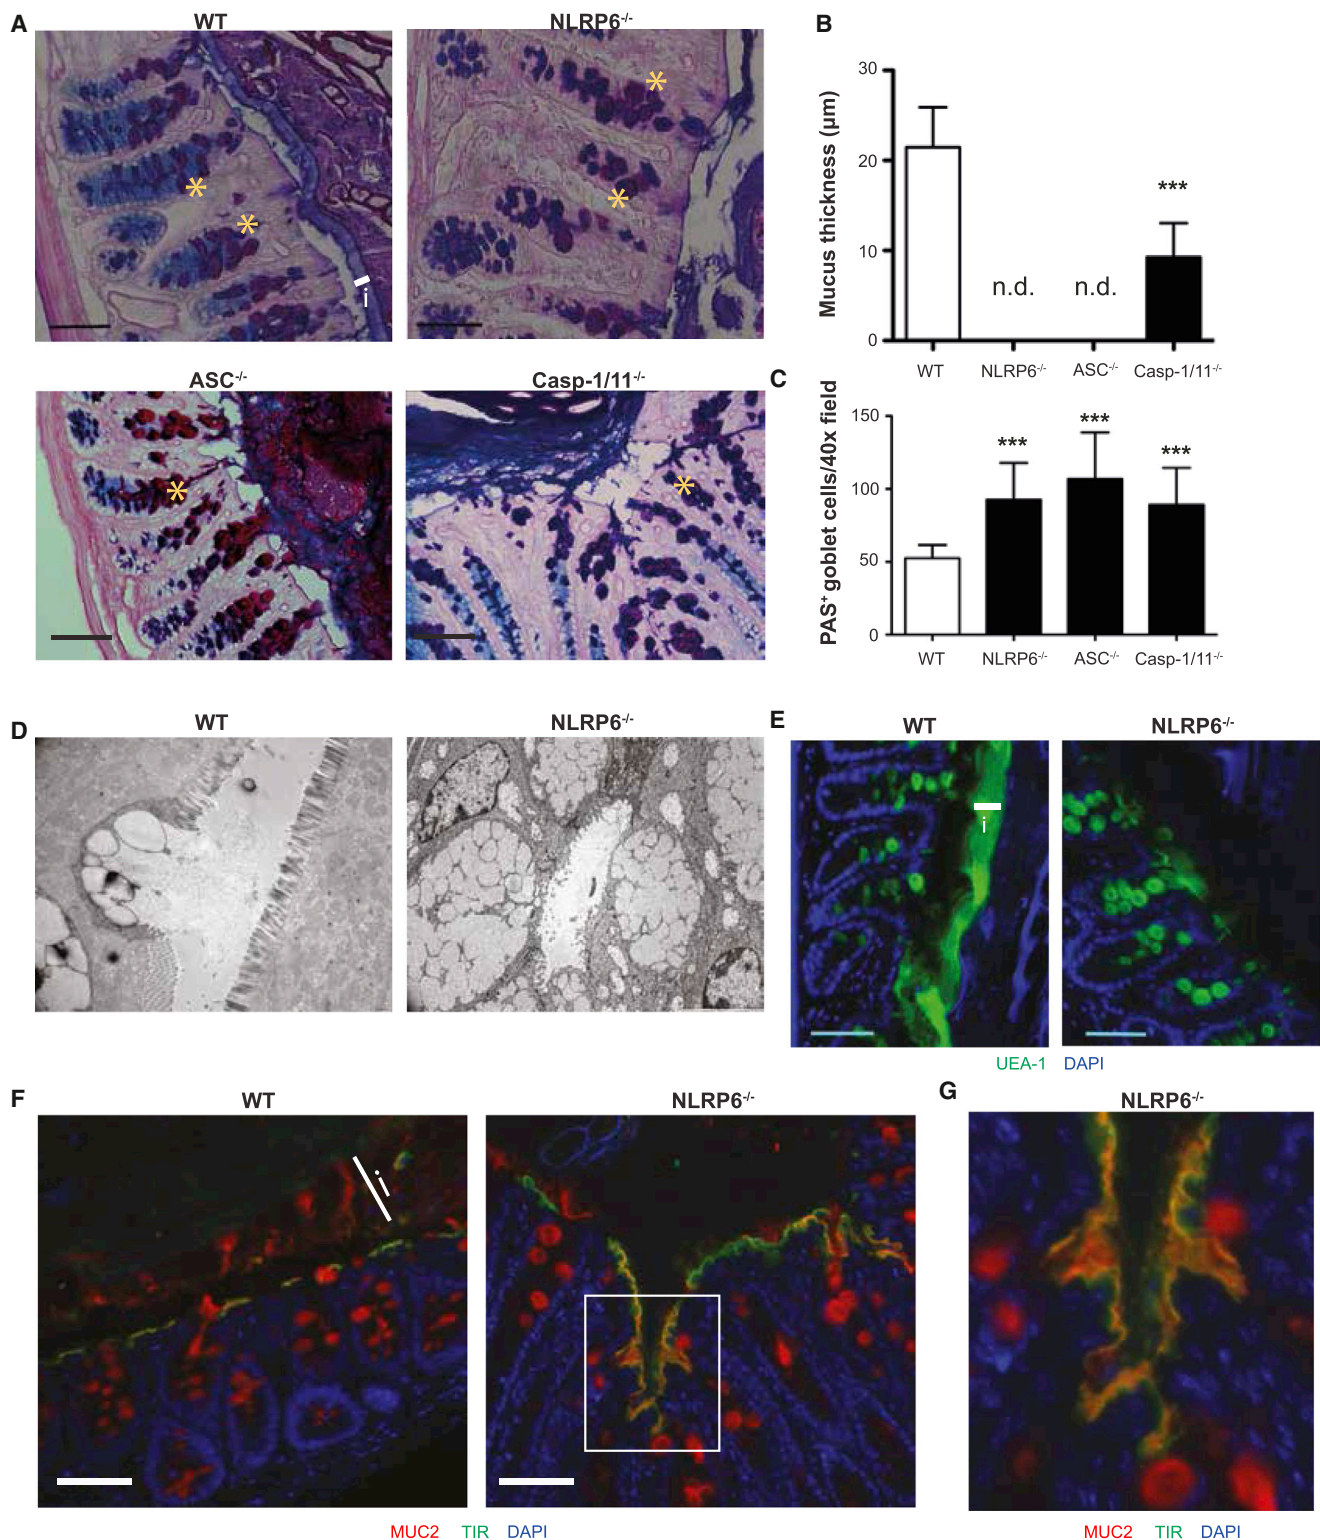 A
WT
NLRP6-/-
i
ASC-/-
Casp-1/11-/-
B
Mucus thickness (µm)
30
20
10
0
n.d.
n.d.
***
WT
NLRP6-/-
ASC-/-
Casp-1/11-/-
C
PAS+ goblet cells/40x field
150
100
50
0
***
***
***
WT
NLRP6-/-
ASC-/-
Casp-1/11-/-
D
WT
NLRP6-/-
E
WT
NLRP6-/-
i
UEA-1 DAPI
F
WT
NLRP6-/-
i
MUC2 TIR DAPI
G
NLRP6-/-
MUC2 TIR DAPI